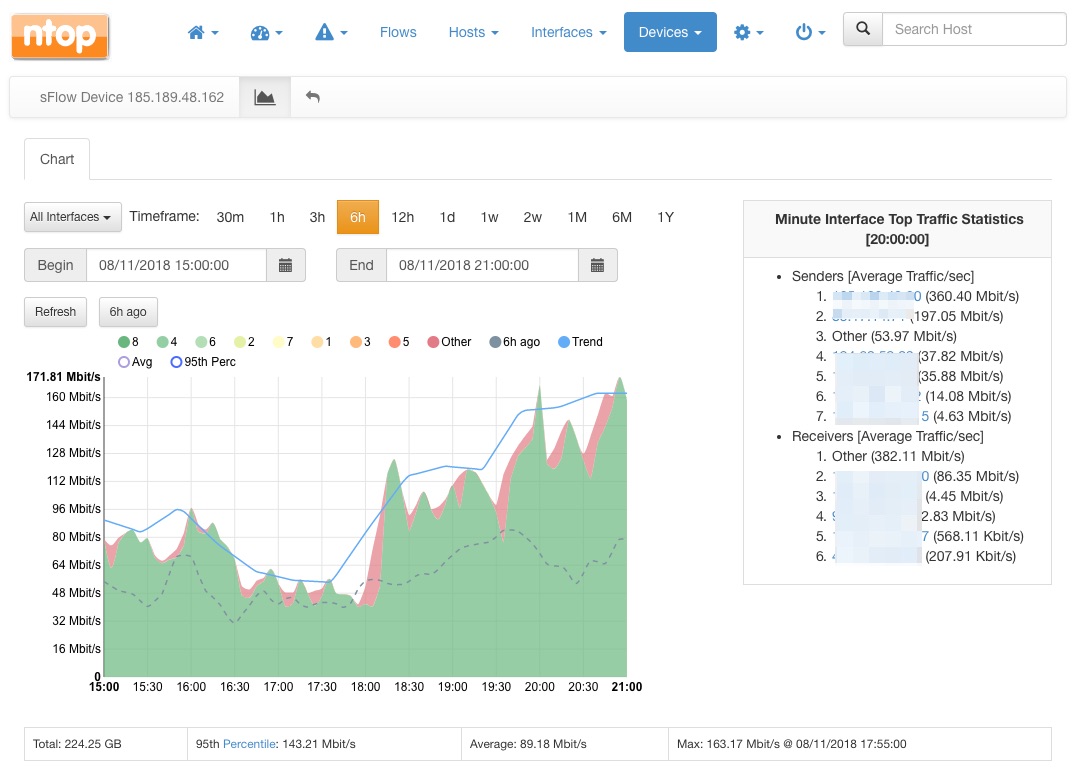 ntop
Flows Hosts Interfaces Devices Search Host
sFlow Device 185.189.48.162
Chart
All Interfaces Timeframe: 30m 1h 3h 6h 12h 1d 1w 2w 1M 6M 1Y
Begin 08/11/2018 15:00:00 End 08/11/2018 21:00:00
Refresh 6h ago
8 4 6 2 7 1 3 5 Other 6h ago Trend
Avg 95th Perc
171.81 Mbit/s
160 Mbit/s
144 Mbit/s
128 Mbit/s
112 Mbit/s
96 Mbit/s
80 Mbit/s
64 Mbit/s
48 Mbit/s
32 Mbit/s
16 Mbit/s
0
15:00 15:30 16:00 16:30 17:00 17:30 18:00 18:30 19:00 19:30 20:00 20:30 21:00
Minute Interface Top Traffic Statistics
[20:00:00]
Senders [Average Traffic/sec]
1. (360.40 Mbit/s)
2. (197.05 Mbit/s)
3. Other (53.97 Mbit/s)
4. (37.82 Mbit/s)
5. (35.88 Mbit/s)
6. (14.08 Mbit/s)
7. 5 (4.63 Mbit/s)
Receivers [Average Traffic/sec]
1. Other (382.11 Mbit/s)
2. 0 (86.35 Mbit/s)
3. (4.45 Mbit/s)
4. 2.83 Mbit/s)
5. 7 (568.11 Kbit/s)
6. (207.91 Kbit/s)
Total: 224.25 GB 95th Percentile: 143.21 Mbit/s Average: 89.18 Mbit/s Max: 163.17 Mbit/s @ 08/11/2018 17:55:00